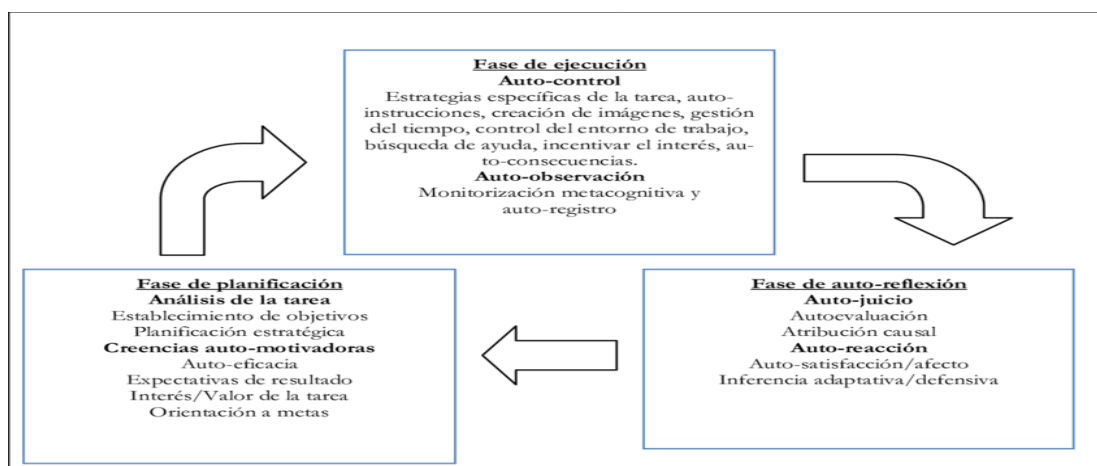 Fase de ejecución
Auto-control
Estrategias específicas de la tarea, auto-
instrucciones, creación de imágenes, gestión
del tiempo, control del entorno de trabajo,
búsqueda de ayuda, incentivar el interés, au-
to-consecuencias.
Auto-observación
Monitorización metacognitiva y
auto-registro
Fase de planificación
Análisis de la tarea
Establecimiento de objetivos
Planificación estratégica
Creencias auto-motivadoras
Auto-eficacia
Expectativas de resultado
Interés/Valor de la tarea
Orientación a metas
Fase de auto-reflexión
Auto-juicio
Autoevaluación
Atribución causal
Auto-reacción
Auto-satisfacción/afecto
Inferencia adaptativa/defensiva